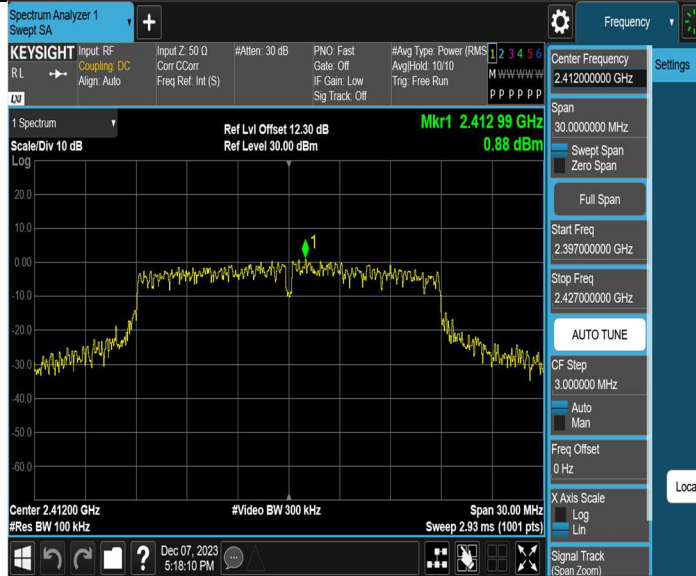 Spectrum Analyzer 1
Swept SA
Frequency
KEYSIGHT
RL
LXI
Input: RF
Coupling: DC
Align: Auto
Input Z: 50 Ω
Corr CCorr
Freq Ref: Int (S)
#Atten: 30 dB
PNO: Fast
Gate: Off
IF Gain: Low
Sig Track: Off
#Avg Type: Power (RMS
Avg|Hold: 10/10
Trig: Free Run
1 2 3 4 5 6
M W W W W W
P P P P P P
1 Spectrum
Scale/Div 10 dB
Log
Ref Lvl Offset 12.30 dB
Ref Level 30.00 dBm
Mkr1 2.412 99 GHz
0.88 dBm
20.0
10.0
0.00
-10.0
-20.0
-30.0
-40.0
-50.0
-60.0
1
Center 2.41200 GHz
#Res BW 100 kHz
#Video BW 300 kHz
Span 30.00 MHz
Sweep 2.93 ms (1001 pts)
Center Frequency
2.412000000 GHz
Span
30.0000000 MHz
Swept Span
Zero Span
Full Span
Start Freq
2.397000000 GHz
Stop Freq
2.427000000 GHz
AUTO TUNE
CF Step
3.000000 MHz
Auto
Man
Freq Offset
0 Hz
X Axis Scale
Log
Lin
Signal Track
(Span Zoom)
Settings
Loca
?
Dec 07, 2023
5:18:10 PM